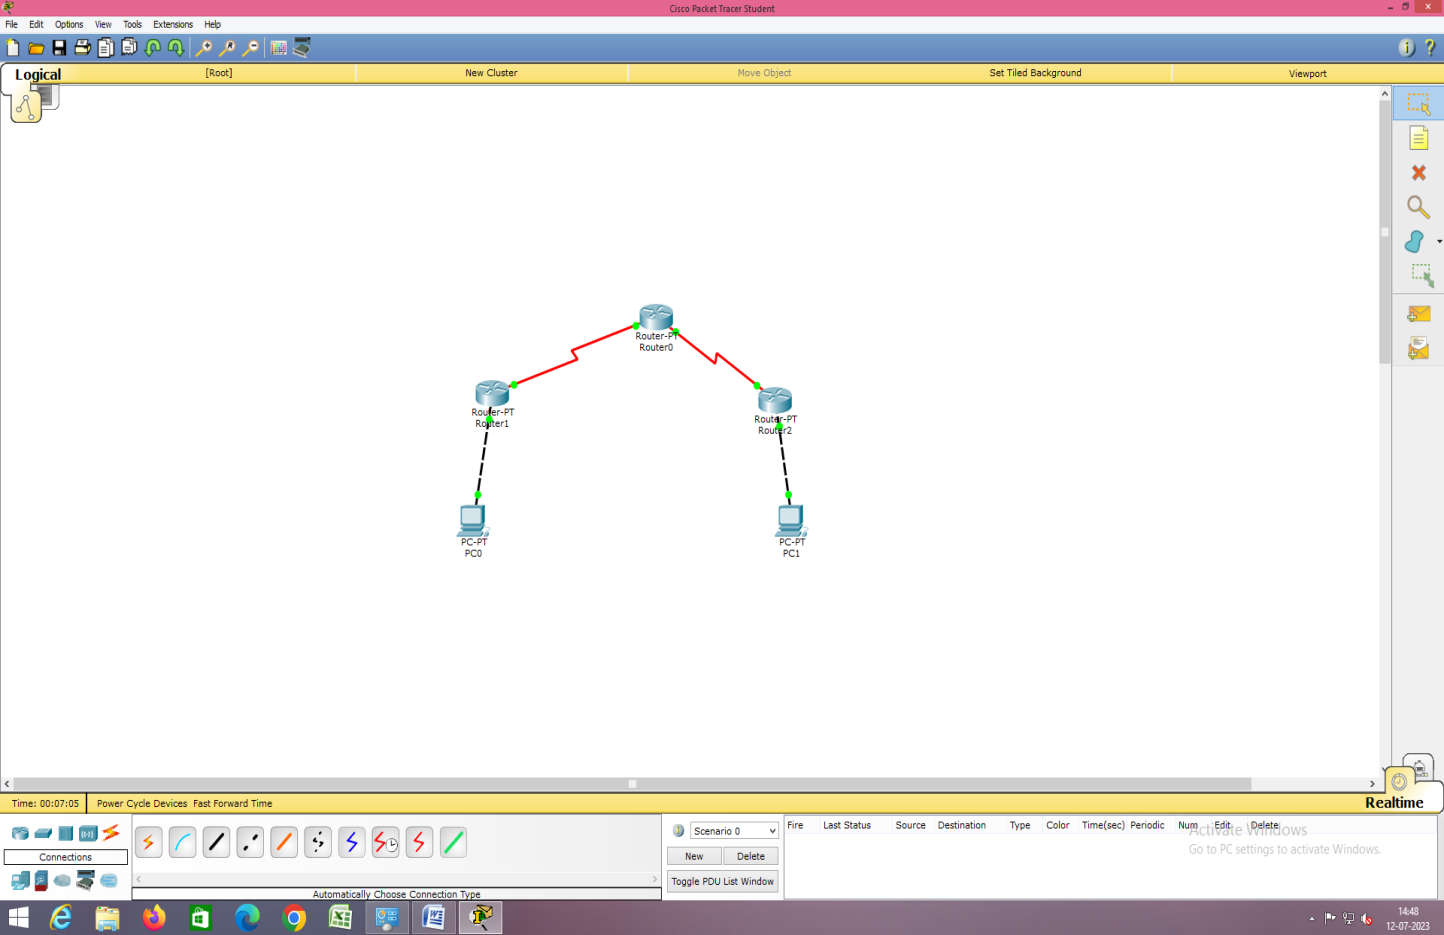 Cisco Packet Tracer Student
File Edit Options View Tools Extensions Help
Logical [Root] New Cluster Move Object Set Tiled Background Viewport
Router-PT
Router0
Router-PT
Router1
Router-PT
Router2
PC-PT
PC0
PC-PT
PC1
Time: 00:07:05 Power Cycle Devices Fast Forward Time
Realtime
Connections
Automatically Choose Connection Type
Scenario 0
New Delete
Toggle PDU List Window
Fire Last Status Source Destination Type Color Time(sec) Periodic Num Edit Delete
Activate Windows
Go to PC settings to activate Windows.
14:48
12-07-2023